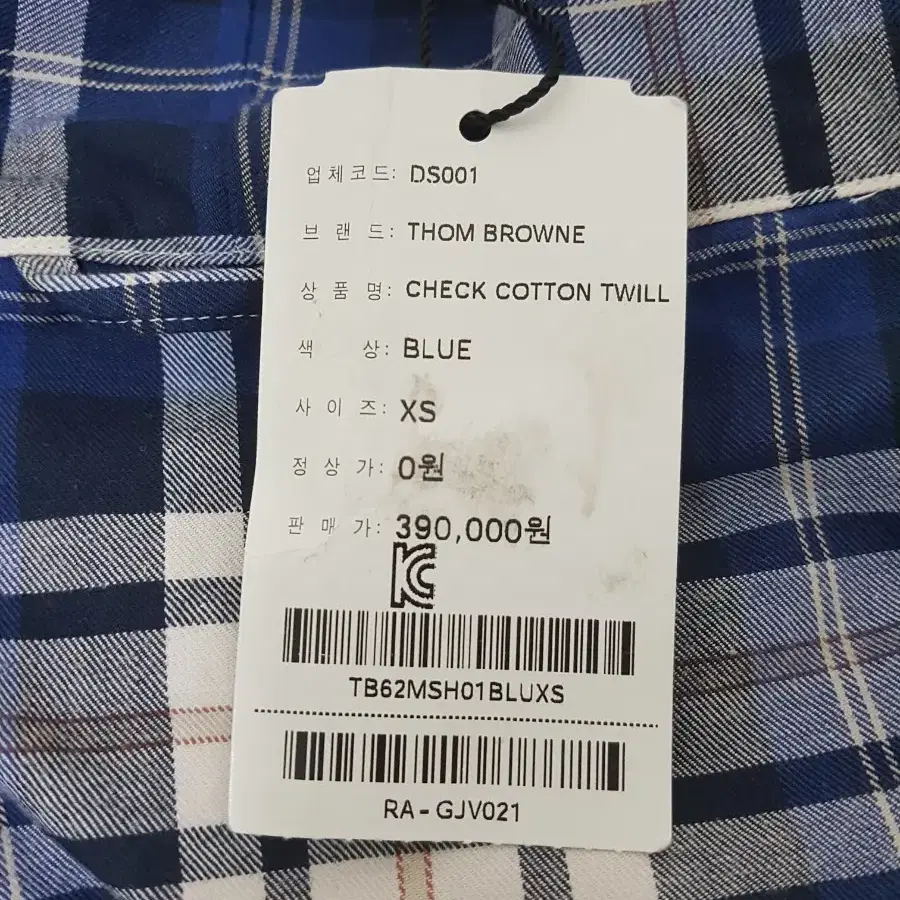 업체코드: DS001
브랜드: THOM BROWNE
상품명: CHECK COTTON TWILL
색상: BLUE
사이즈: XS
정상가: 0원
판매가: 390,000원
KC
TB62MSH01BLUXS
RA-GJV021